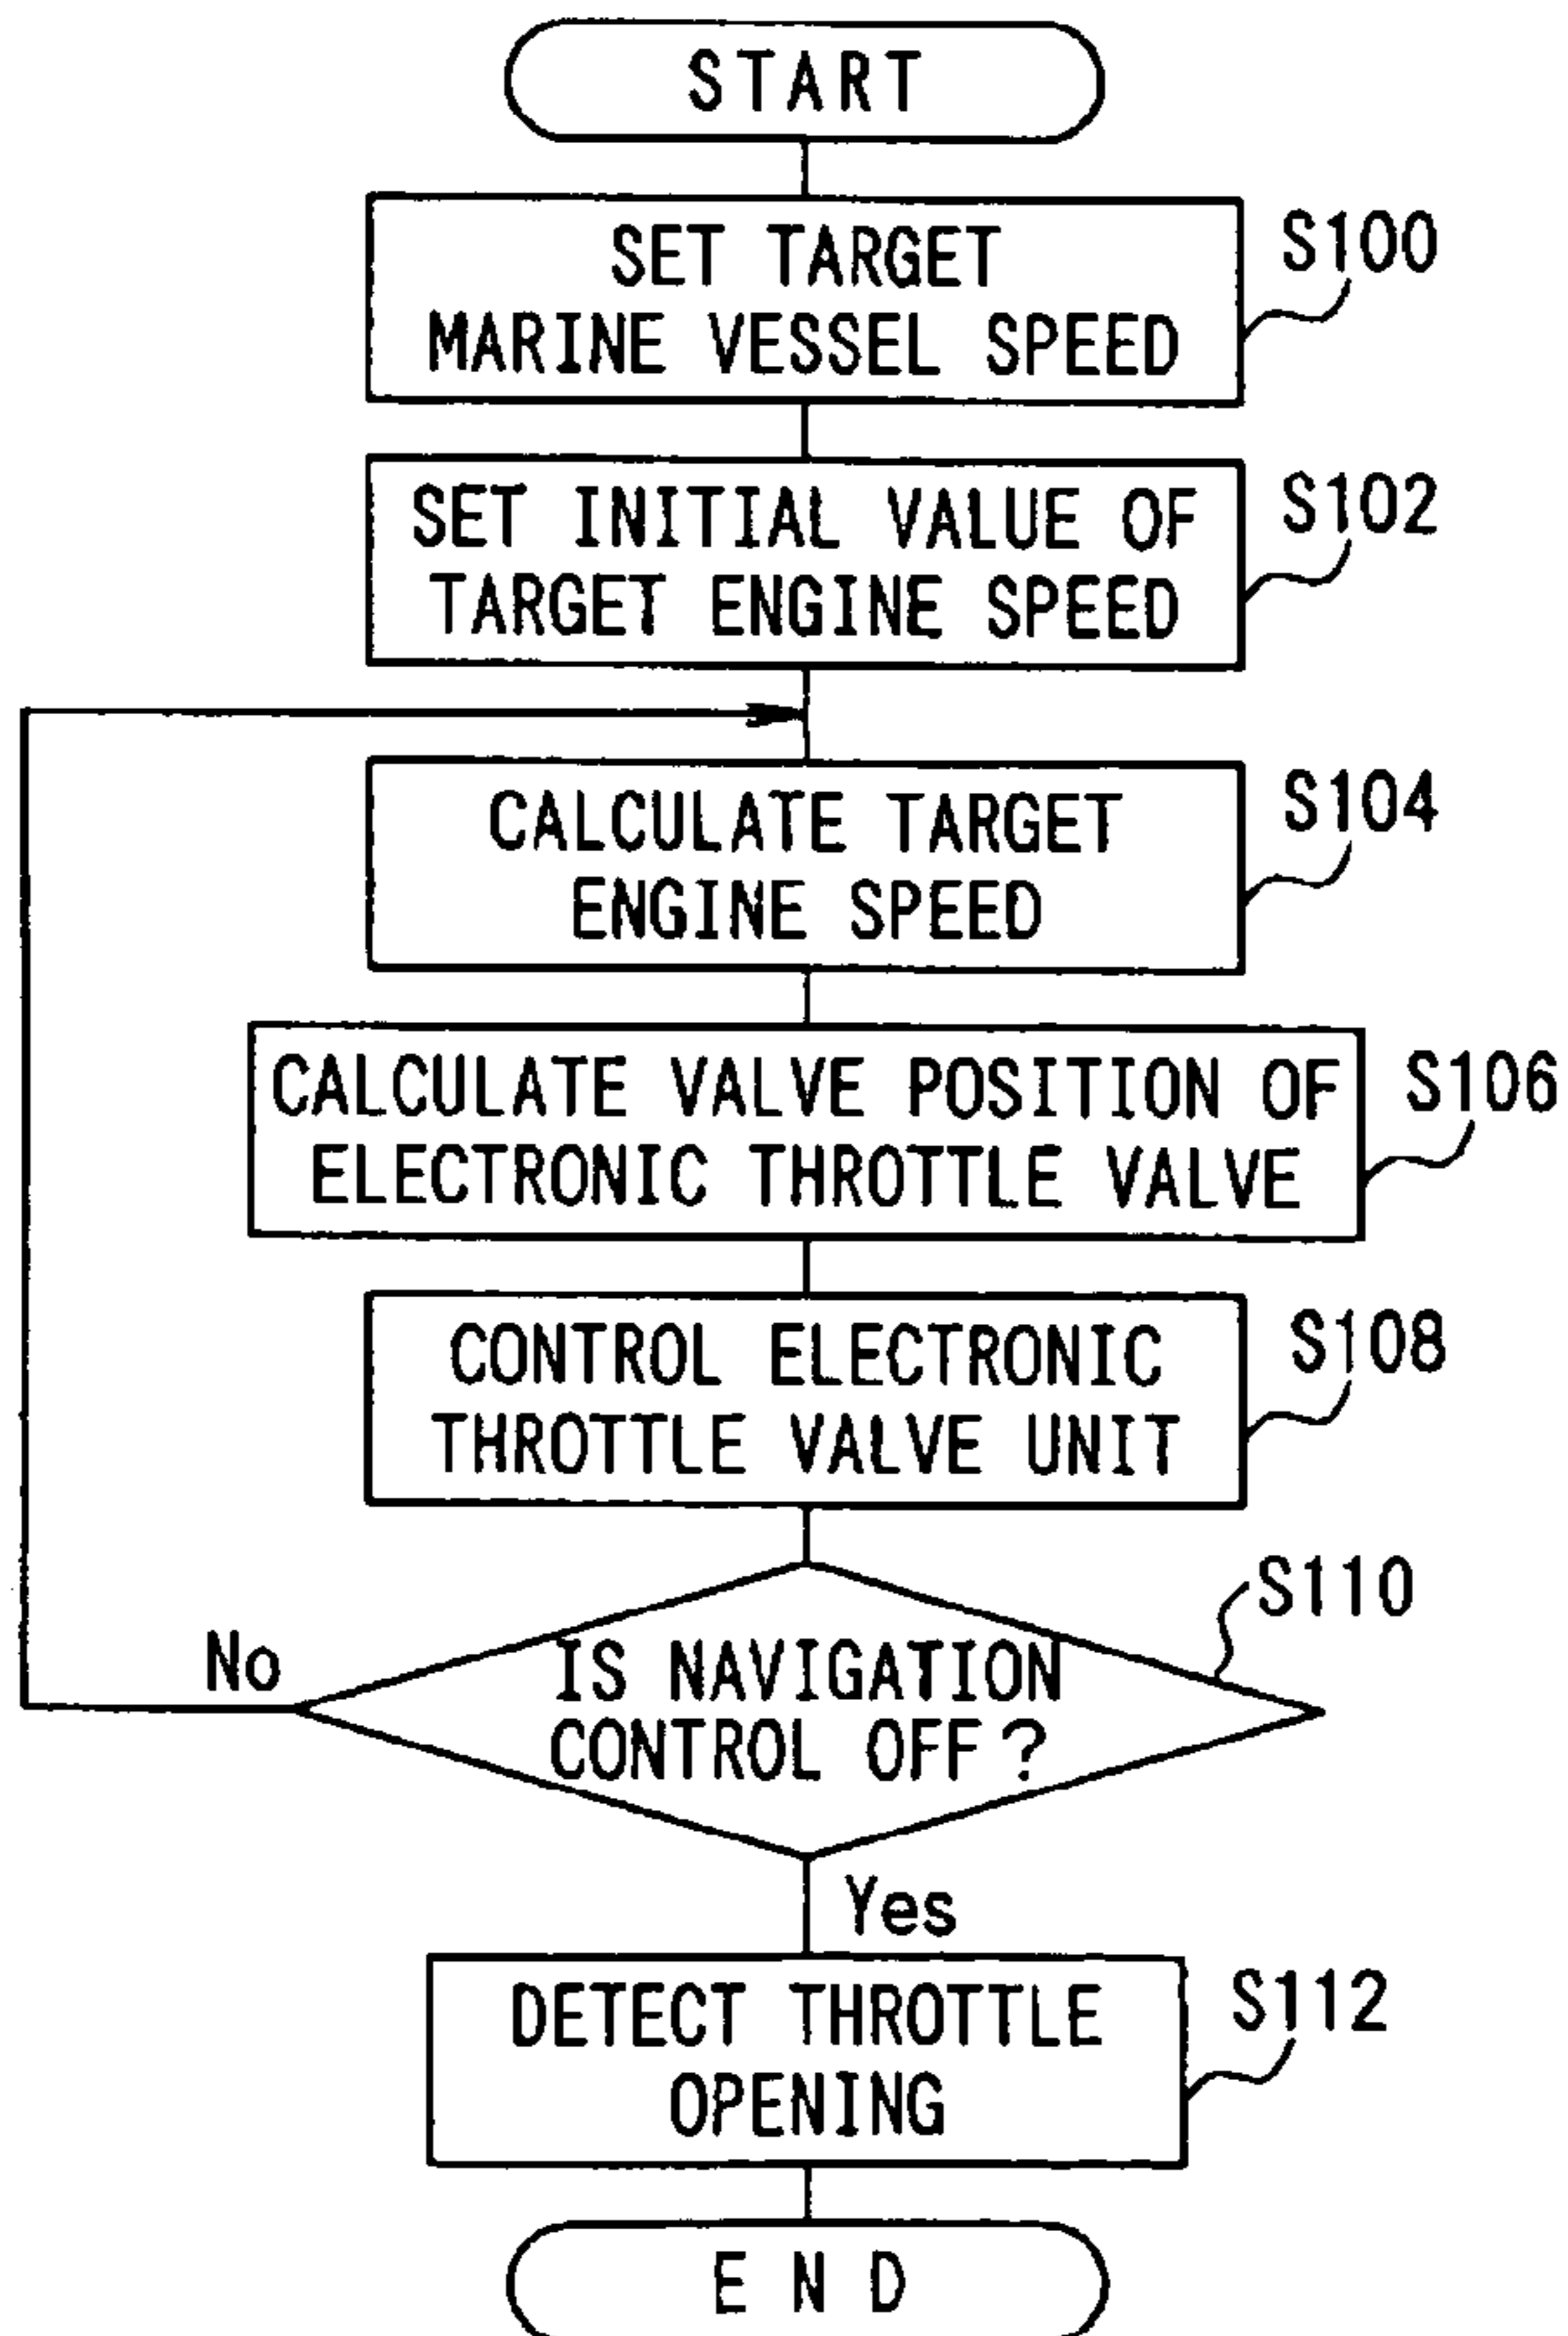 START
SET TARGET
MARINE VESSEL SPEED
S100
SET INITIAL VALUE OF
TARGET ENGINE SPEED
S102
CALCULATE TARGET
ENGINE SPEED
S104
CALCULATE VALVE POSITION OF
ELECTRONIC THROTTLE VALVE
S106
CONTROL ELECTRONIC
THROTTLE VALVE UNIT
S108
IS NAVIGATION
CONTROL OFF?
S110
No
Yes
DETECT THROTTLE
OPENING
S112
END